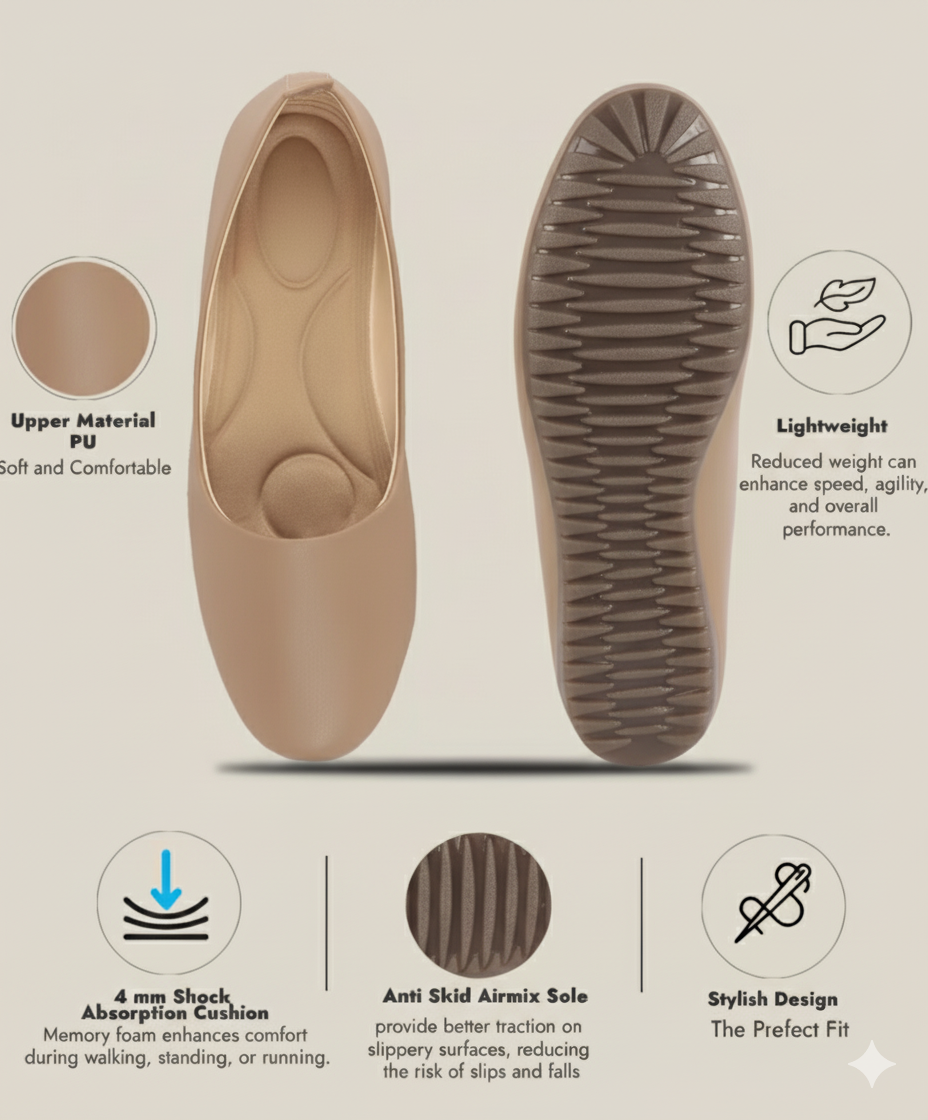 Upper Material
PU
Soft and Comfortable
Lightweight
Reduced weight can
enhance speed, agility,
and overall
performance.
4 mm Shock
Absorption Cushion
Memory foam enhances comfort
during walking, standing, or running.
Anti Skid Airmix Sole
provide better traction on
slippery surfaces, reducing
the risk of slips and falls
Stylish Design
The Prefect Fit